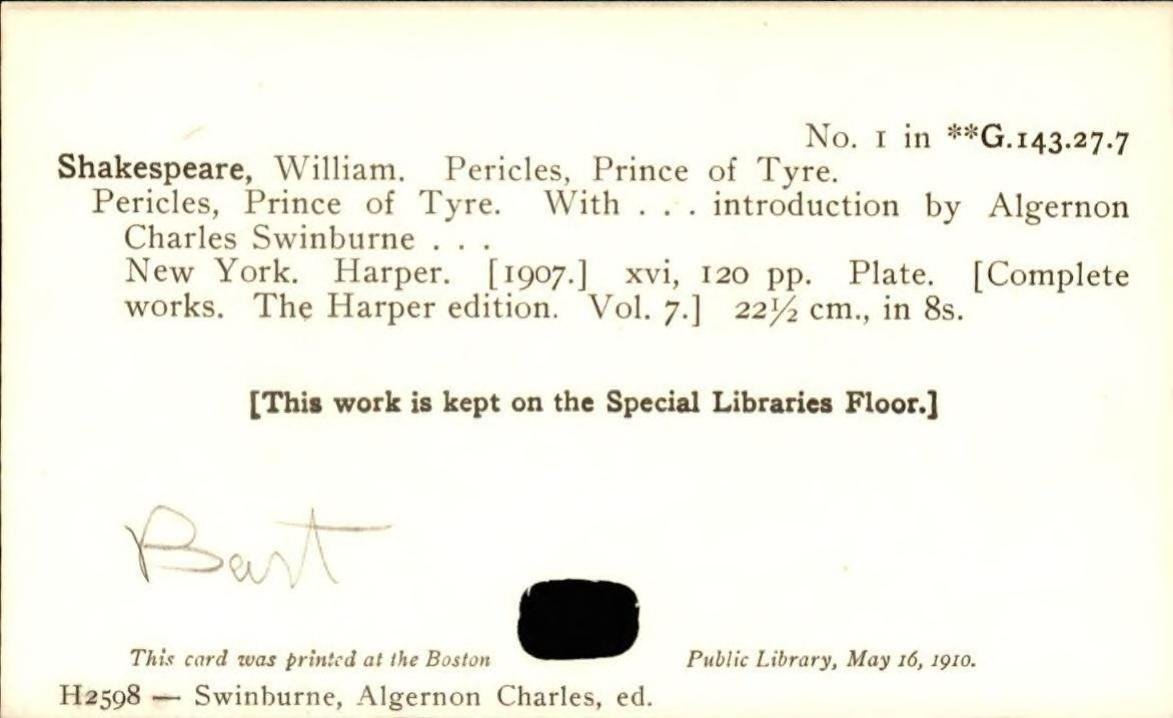 No. 1 in **G.143.27.7
Shakespeare, William. Pericles, Prince of Tyre.
Pericles, Prince of Tyre. With . . . introduction by Algernon
Charles Swinburne . . .
New York. Harper. [1907.] xvi, 120 pp. Plate. [Complete
works. The Harper edition. Vol. 7.] 22½ cm., in 8s.
[This work is kept on the Special Libraries Floor.]
Bart
This card was printed at the Boston Public Library, May 16, 1910.
H2598 — Swinburne, Algernon Charles, ed.